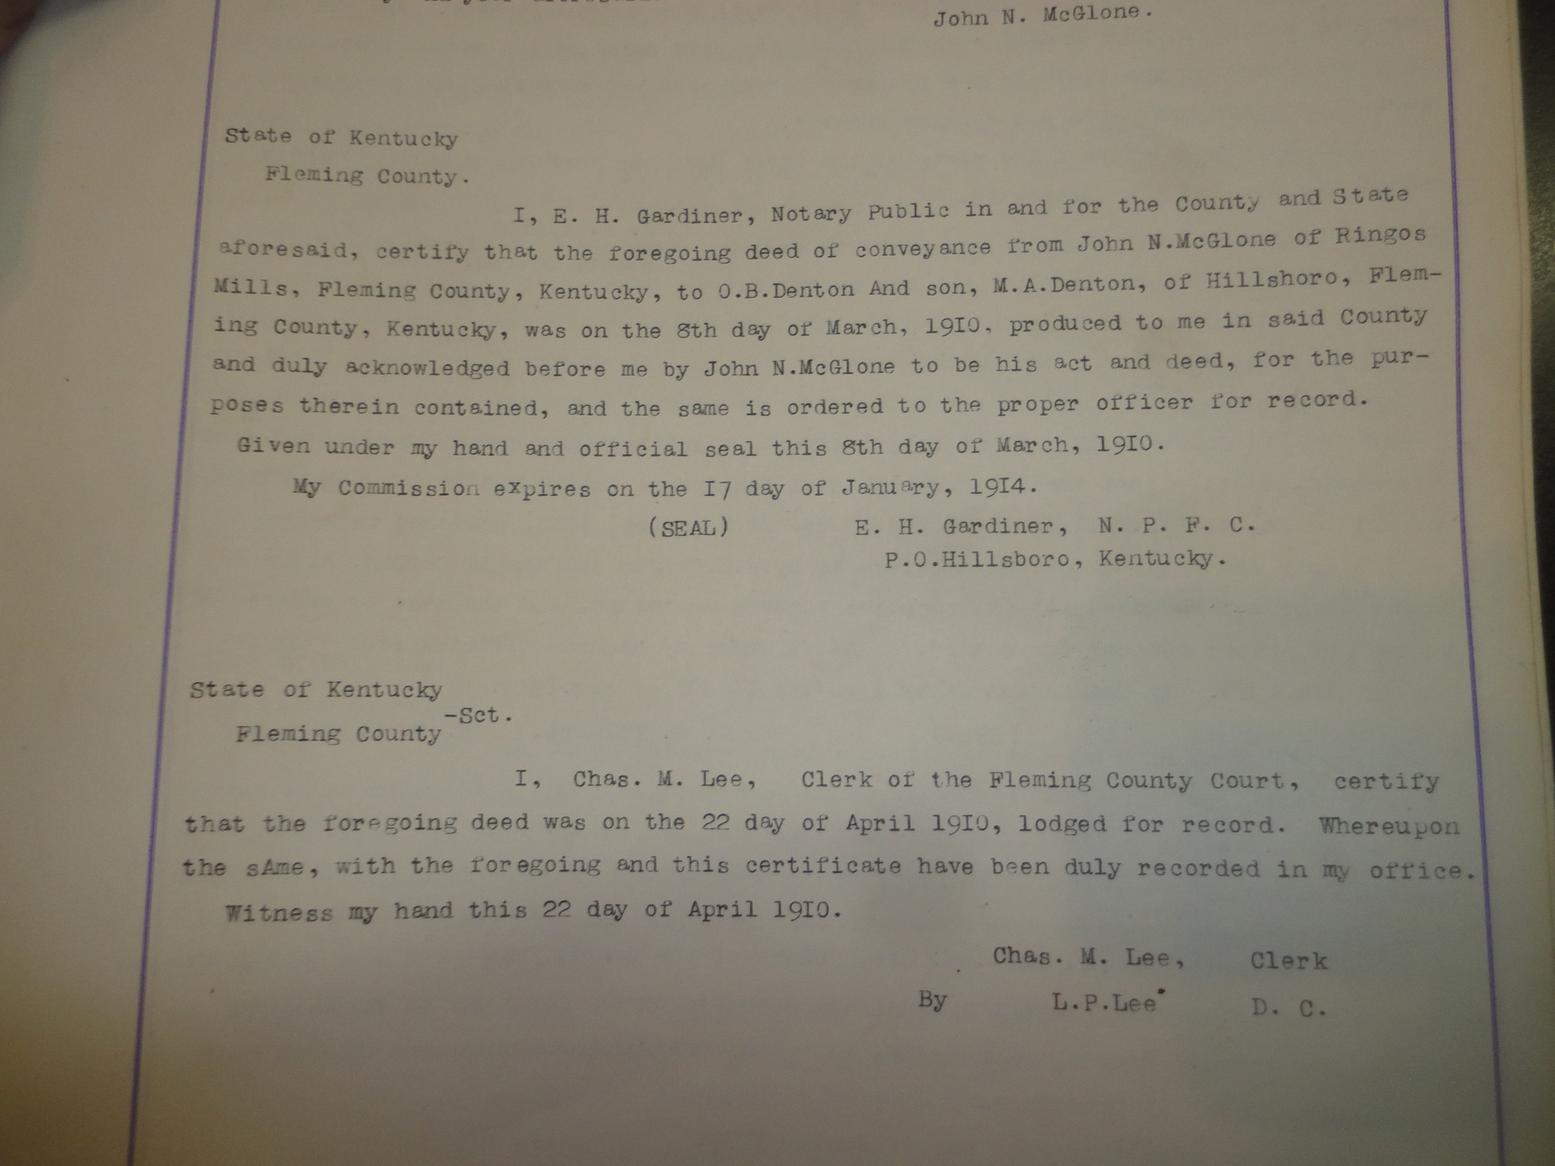 John N. McGlone.
State of Kentucky
Fleming County.
I, E. H. Gardiner, Notary Public in and for the County and State
aforesaid, certify that the foregoing deed of conveyance from John N.McGlone of Ringos
Mills, Fleming County, Kentucky, to O.B.Denton And son, M.A.Denton, of Hillshoro, Flem-
ing County, Kentucky, was on the 8th day of March, 19I0, produced to me in said County
and duly acknowledged before me by John N.McGlone to be his act and deed, for the pur-
poses therein contained, and the same is ordered to the proper officer for record.
Given under my hand and official seal this 8th day of March, 19I0.
My Commission expires on the I7 day of January, 19I4.
(SEAL) E. H. Gardiner, N. P. F. C.
P.O.Hillsboro, Kentucky.
State of Kentucky
-Sct.
Fleming County
I, Chas. M. Lee, Clerk of the Fleming County Court, certify
that the foregoing deed was on the 22 day of April 19I0, lodged for record. Whereupon
the sAme, with the foregoing and this certificate have been duly recorded in my office.
Witness my hand this 22 day of April 19I0.
Chas. M. Lee, Clerk
By L.P.Lee D. C.